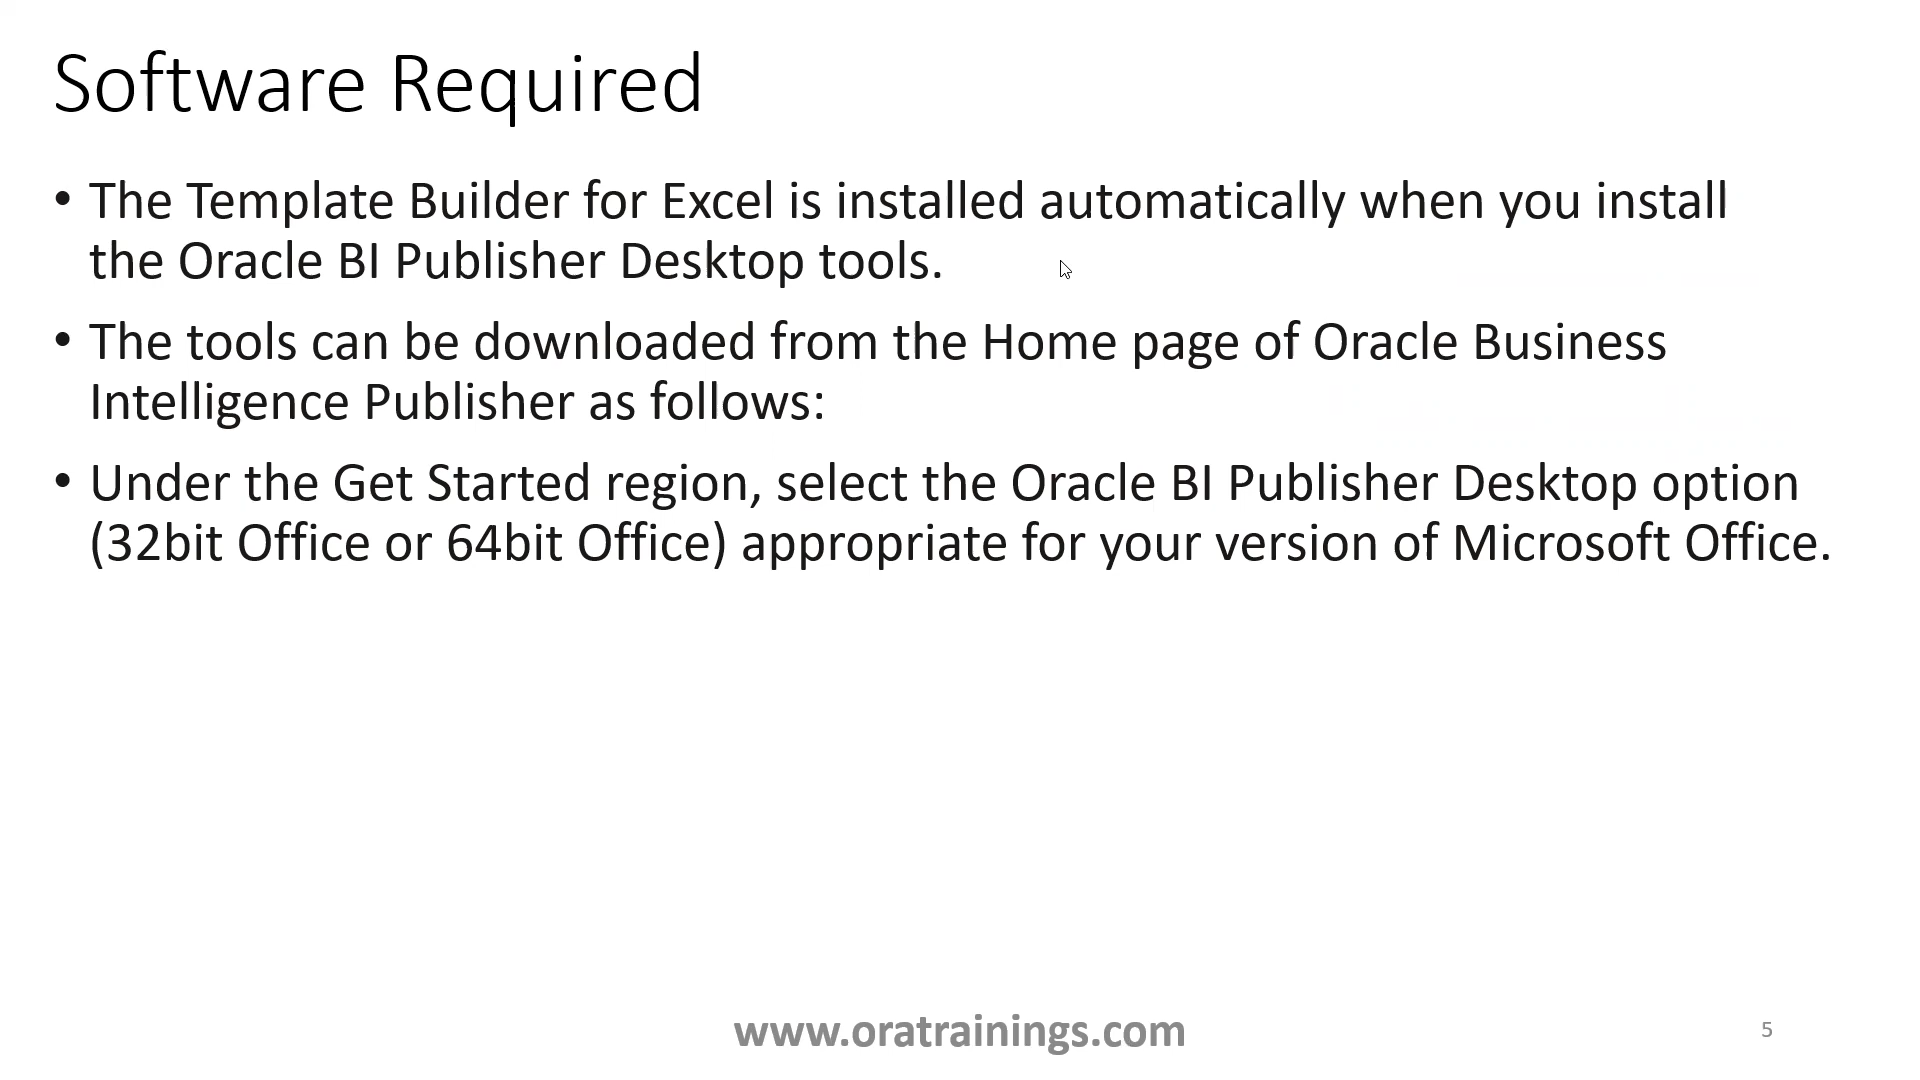 Software Required
• The Template Builder for Excel is installed automatically when you install
the Oracle BI Publisher Desktop tools.
• The tools can be downloaded from the Home page of Oracle Business
Intelligence Publisher as follows:
• Under the Get Started region, select the Oracle BI Publisher Desktop option
(32bit Office or 64bit Office) appropriate for your version of Microsoft Office.
www.oratrainings.com
5